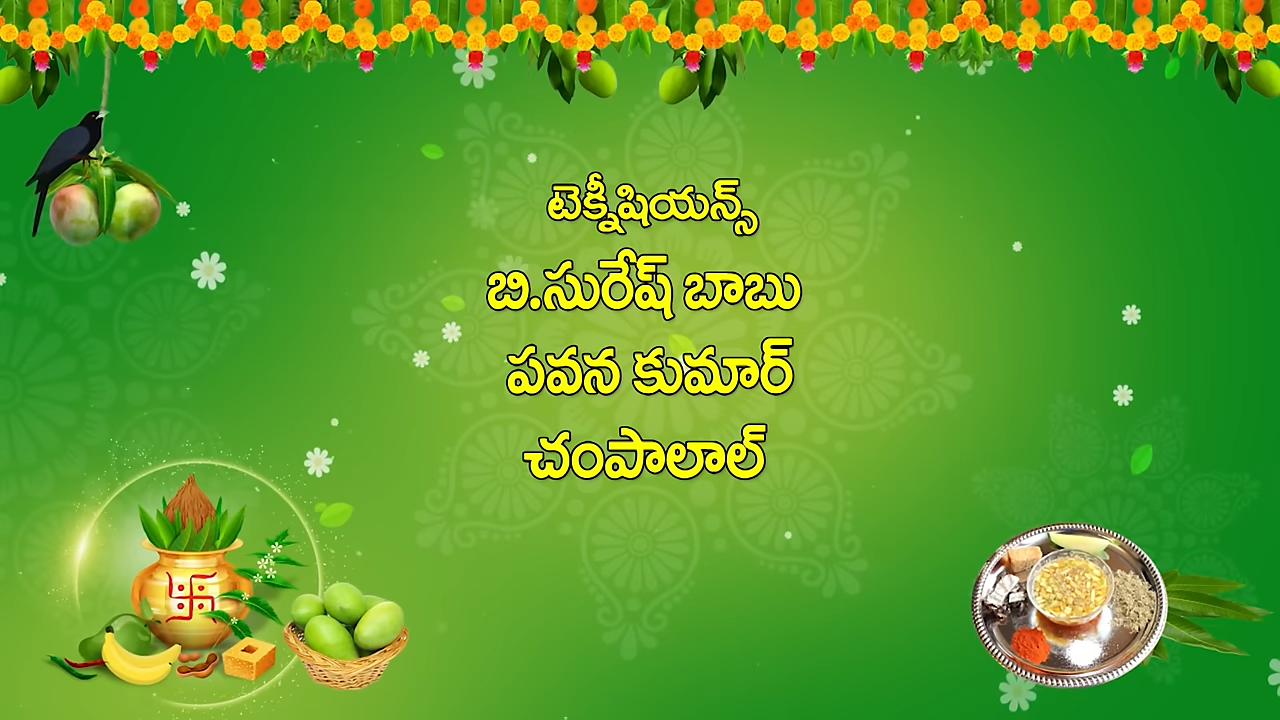 టెక్నీషియన్స్
బి.సురేష్ బాబు
పవన కుమార్
చంపాలాల్